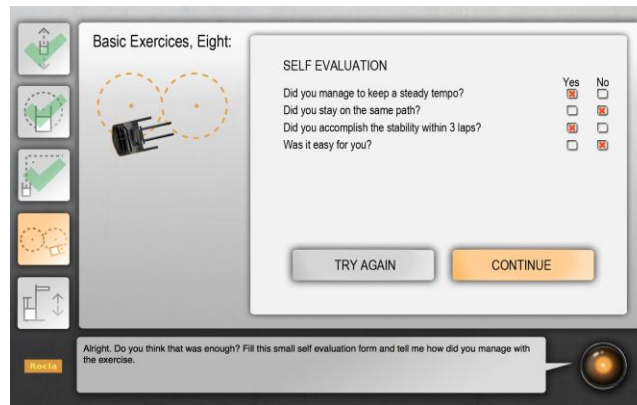 Basic Exercices, Eight:
SELF EVALUATION
Yes No
Did you manage to keep a steady tempo?
Did you stay on the same path?
Did you accomplish the stability within 3 laps?
Was it easy for you?
TRY AGAIN
CONTINUE
Alright. Do you think that was enough? Fill this small self evaluation form and tell me how did you manage with
the exercise.
Rocla